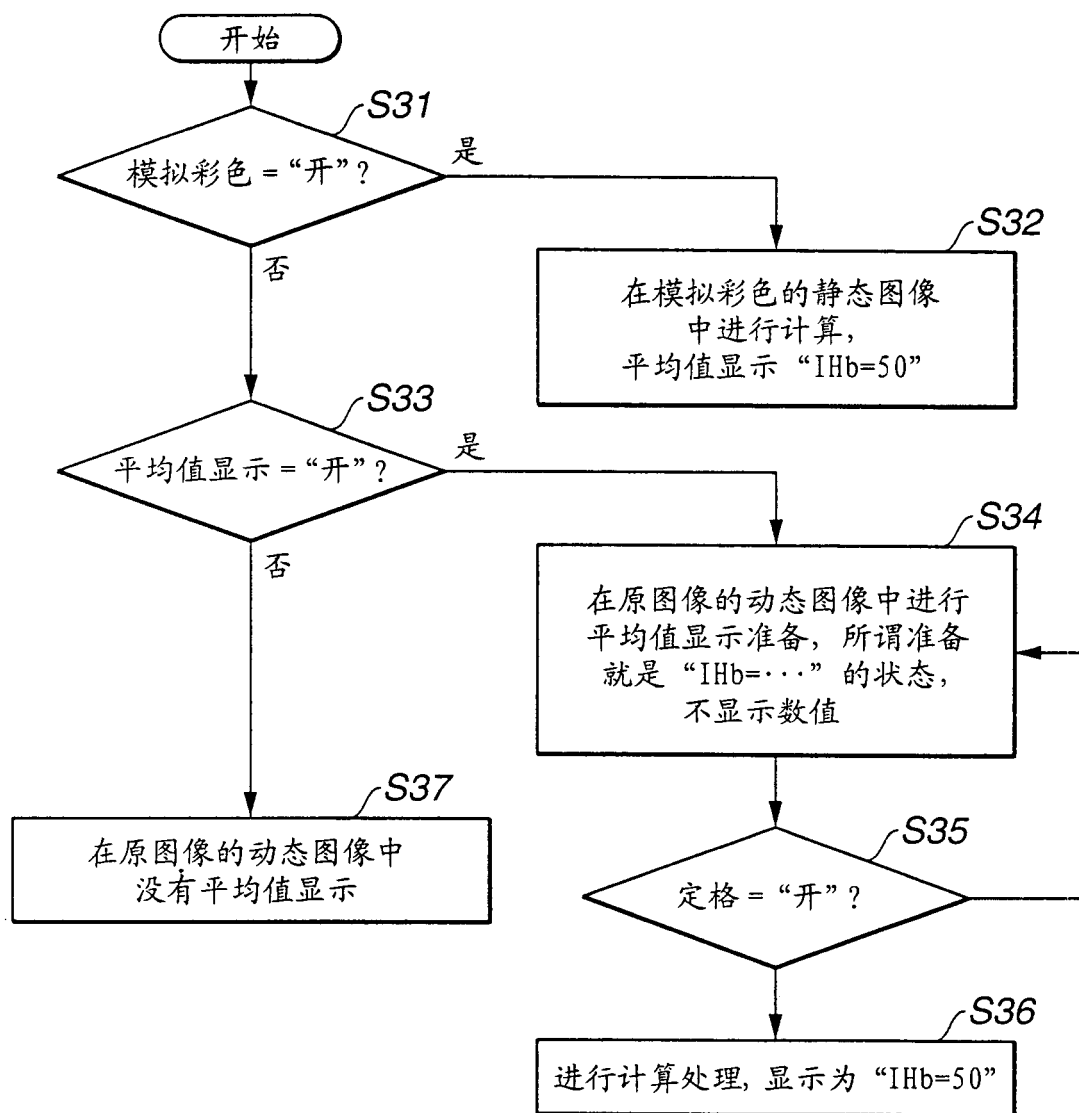 开始
S31
模拟彩色 = “开”?
是
否
S32
在模拟彩色的静态图像
中进行计算，
平均值显示 “IHb=50”
S33
平均值显示 = “开”?
是
否
S34
在原图像的动态图像中进行
平均值显示准备，所谓准备
就是 “IHb=···” 的状态，
不显示数值
S37
在原图像的动态图像中
没有平均值显示
S35
定格 = “开”?
S36
进行计算处理, 显示为 “IHb=50”